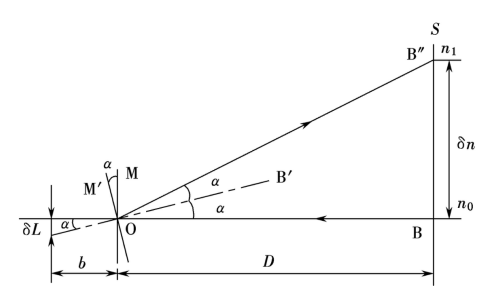 S
B″ n₁
α M
M′ α B′ δn
α α n₀
δL O B
b D